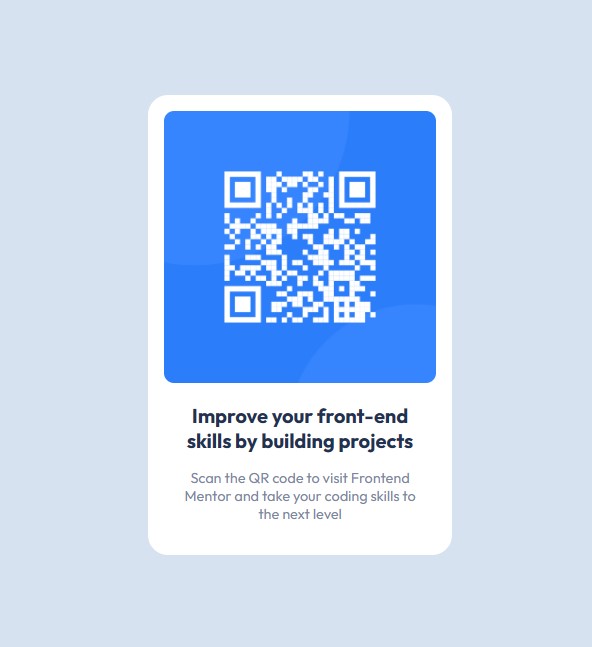 Improve your front-end
skills by building projects
Scan the QR code to visit Frontend
Mentor and take your coding skills to
the next level